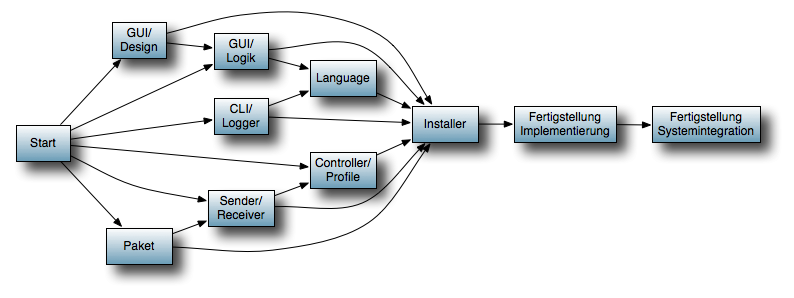 GUI/
Design
GUI/
Logik
Language
CLI/
Logger
Start
Installer
Fertigstellung
Implementierung
Fertigstellung
Systemintegration
Controller/
Profile
Sender/
Receiver
Paket